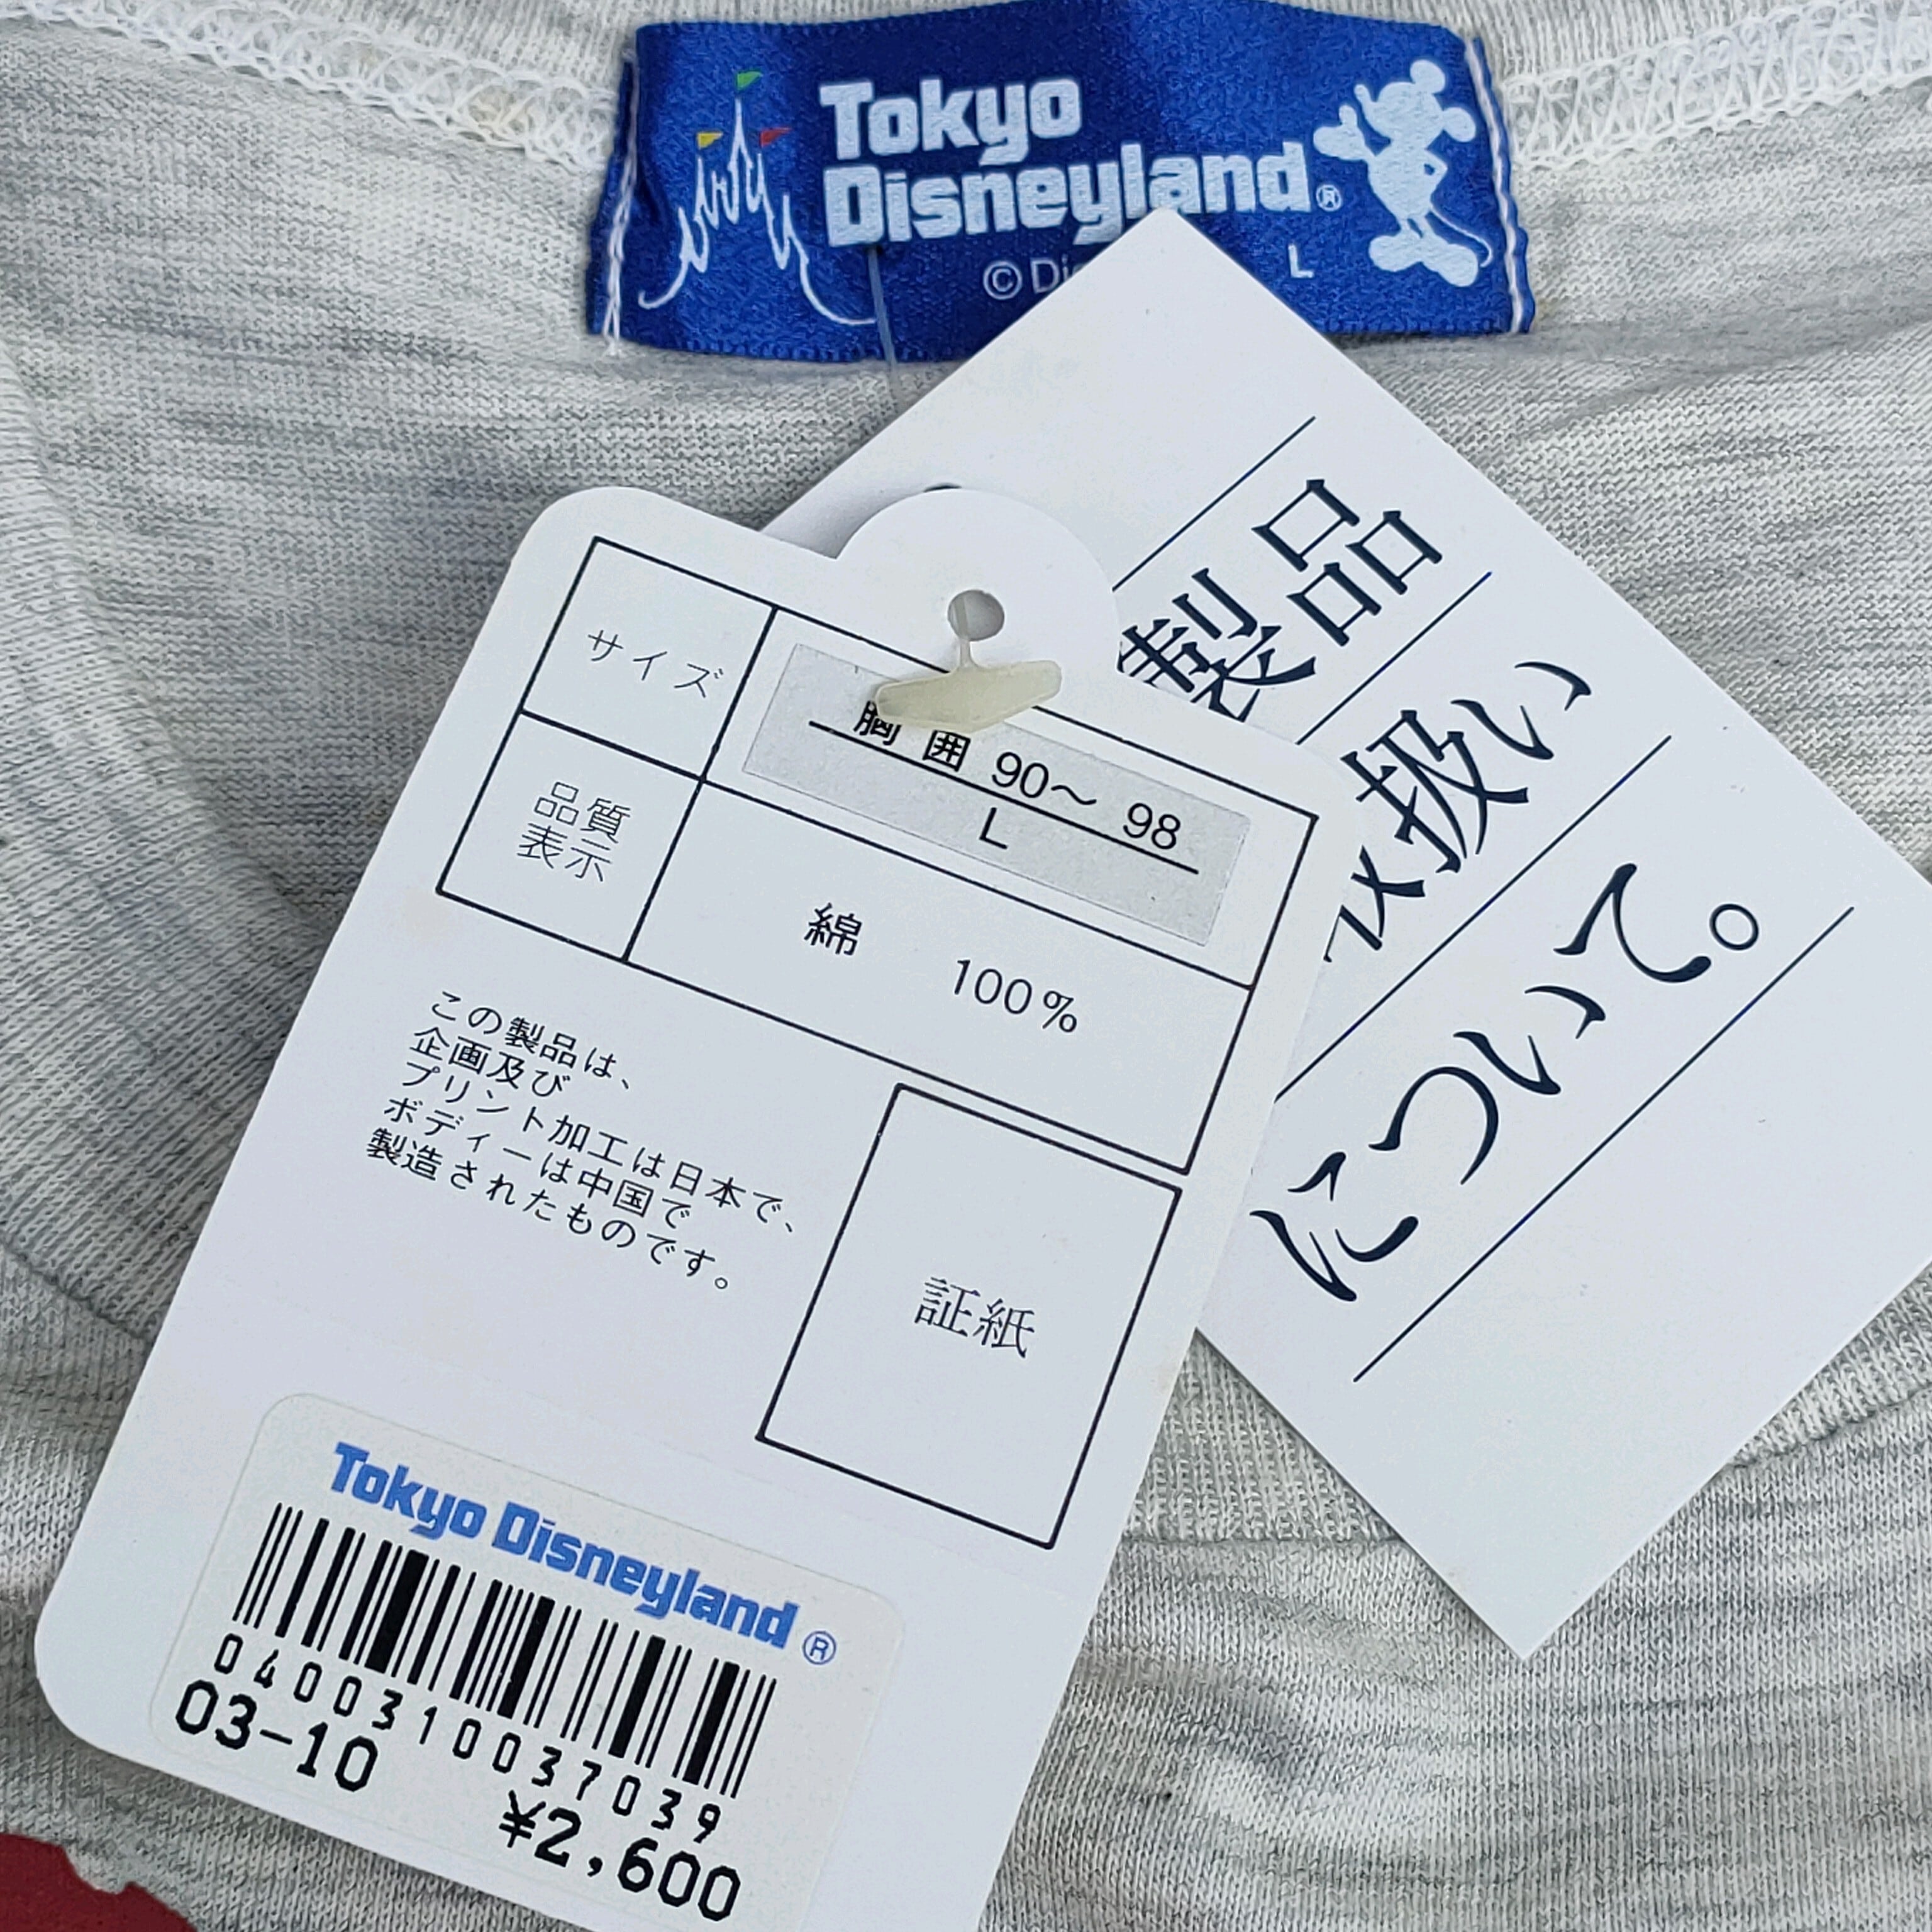 Tokyo
Disneyland®
© Dis
L
製品
取扱い
について。
サイズ
胸囲 90～98
L
品質
表示
綿 100%
この製品は、
企画及び
プリント加工は日本で、
ボディーは中国で
製造されたものです。
証紙
Tokyo Disneyland®
0400310037039
03-10
¥2,600